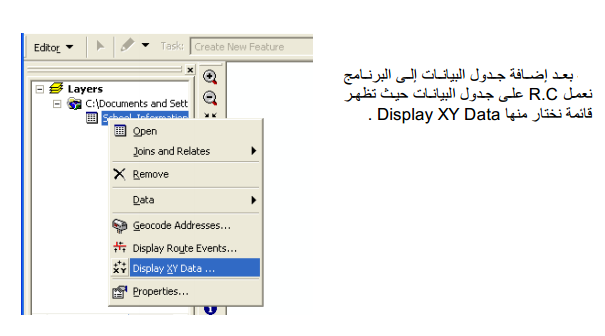 Editor
Task: Create New Feature
بعد إضافة جدول البيانات إلى البرنامج
نعمل R.C على جدول البيانات حيث تظهر
قائمة نختار منها Display XY Data .
Layers
C:\Documents and Sett
School_Information
Open
Joins and Relates
Remove
Data
Geocode Addresses...
Display Route Events...
Display XY Data ...
Properties...